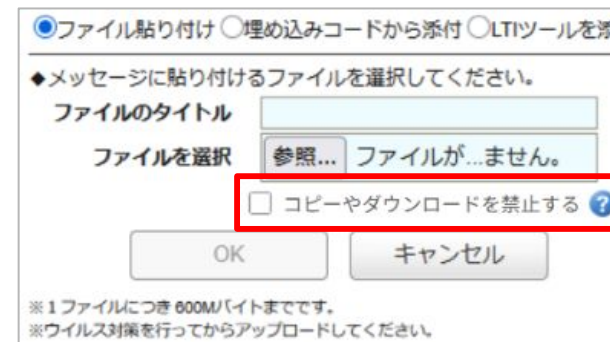 ファイル貼り付け 埋め込みコードから添付 LTIツールを
◆メッセージに貼り付けるファイルを選択してください。
ファイルのタイトル
ファイルを選択 参照... ファイルが...ません。
コピーやダウンロードを禁止する ?
OK キャンセル
※1ファイルにつき600Mバイトまでです。
※ウイルス対策を行ってからアップロードしてください。